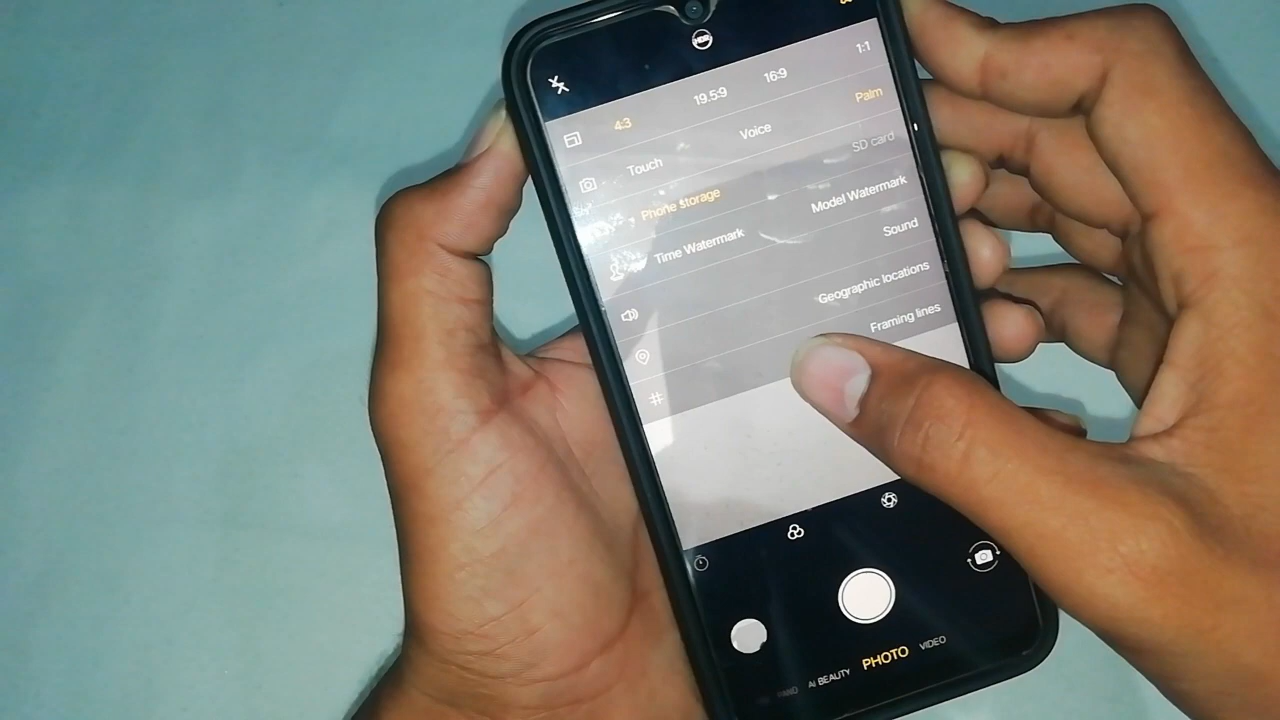 HDR
4:3 19.5:9 16:9 1:1
Touch Voice Palm
Phone storage SD card
Time Watermark Model Watermark
Sound
Geographic locations
Framing lines
AI BEAUTY PHOTO VIDEO